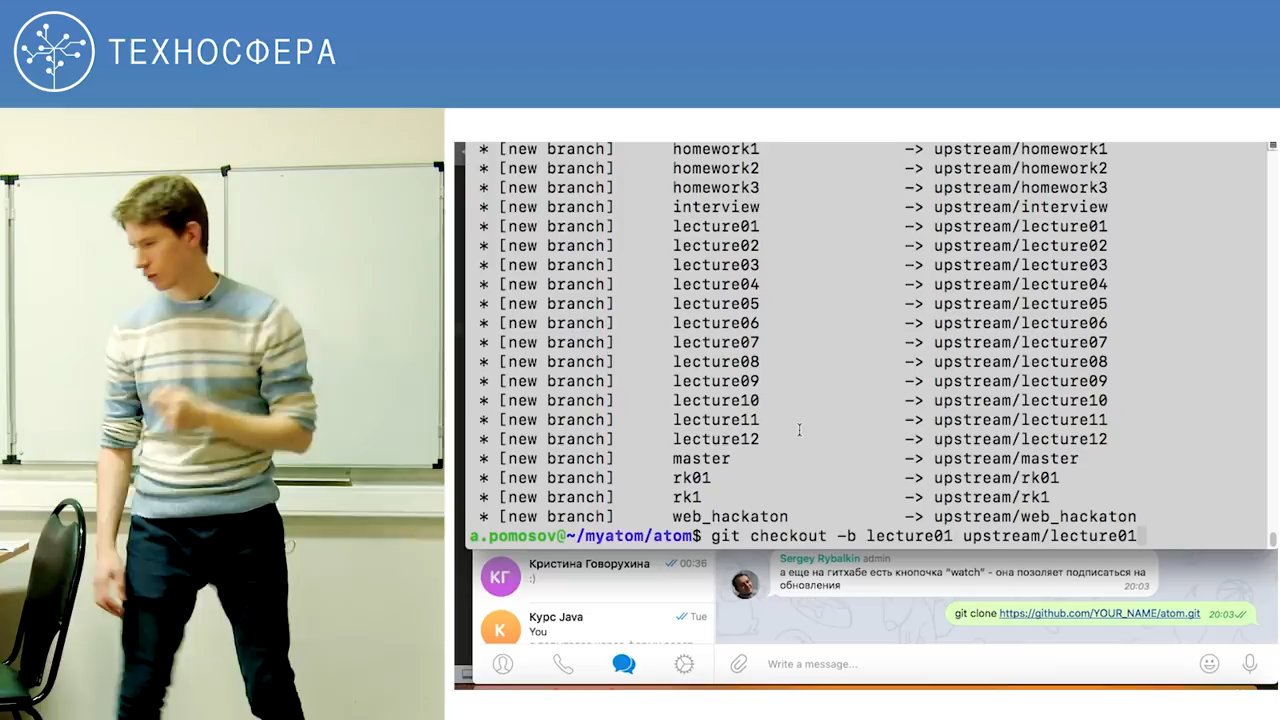 ТЕХНОСФЕРА
* [new branch] homework1 -> upstream/homework1
* [new branch] homework2 -> upstream/homework2
* [new branch] homework3 -> upstream/homework3
* [new branch] interview -> upstream/interview
* [new branch] lecture01 -> upstream/lecture01
* [new branch] lecture02 -> upstream/lecture02
* [new branch] lecture03 -> upstream/lecture03
* [new branch] lecture04 -> upstream/lecture04
* [new branch] lecture05 -> upstream/lecture05
* [new branch] lecture06 -> upstream/lecture06
* [new branch] lecture07 -> upstream/lecture07
* [new branch] lecture08 -> upstream/lecture08
* [new branch] lecture09 -> upstream/lecture09
* [new branch] lecture10 -> upstream/lecture10
* [new branch] lecture11 -> upstream/lecture11
* [new branch] lecture12 -> upstream/lecture12
* [new branch] master -> upstream/master
* [new branch] rk01 -> upstream/rk01
* [new branch] rk1 -> upstream/rk1
* [new branch] web_hackaton -> upstream/web_hackaton
a.pomosov@~/myatom/atom$ git checkout -b lecture01 upstream/lecture01
КГ
Кристина Говорухина 00:36
:)
К
Курс Java Tue
You
Sergey Rybalkin admin
а еще на гитхабе есть кнопочка “watch” - она позоляет подписаться на
обновления 20:03
git clone https://github.com/YOUR_NAME/atom.git 20:03
Write a message...